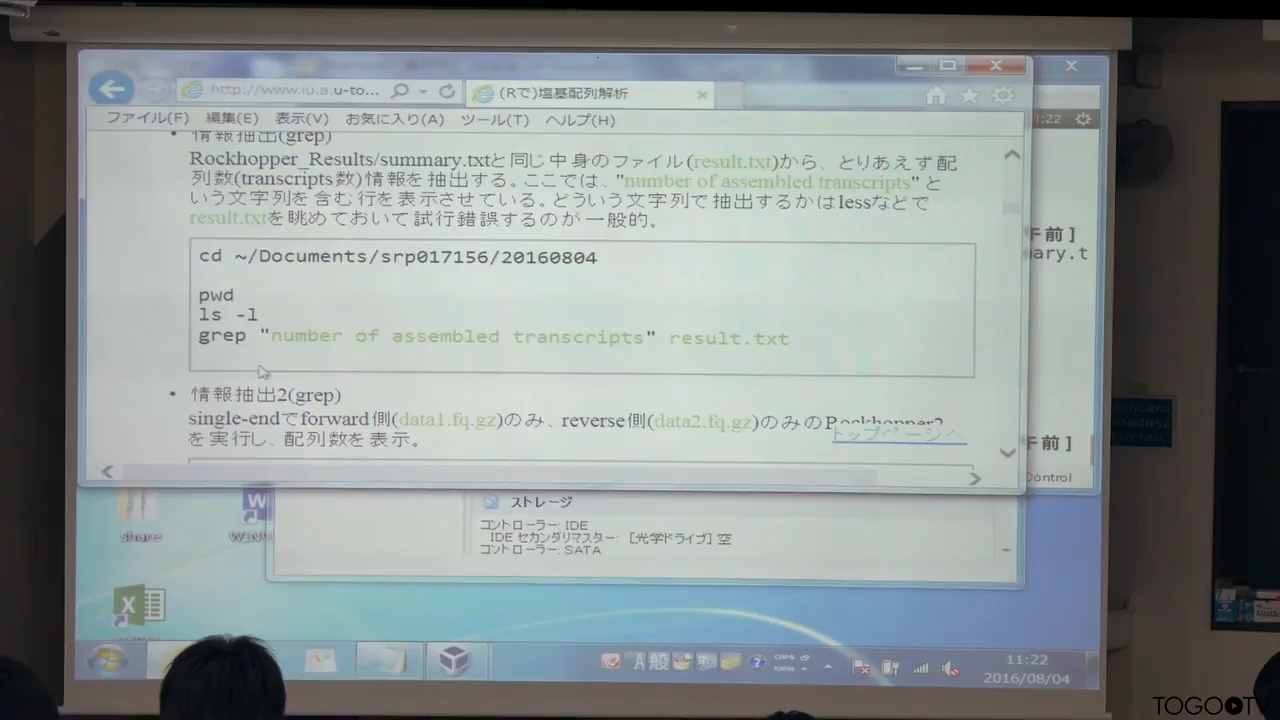 http://www.iu.a.u-to...
(Rで)塩基配列解析
ファイル(F) 編集(E) 表示(V) お気に入り(A) ツール(T) ヘルプ(H)
1:22
• 情報抽出(grep)
Rockhopper_Results/summary.txtと同じ中身のファイル(result.txt)から、とりあえず配
列数(transcripts数)情報を抽出する。ここでは、"number of assembled transcripts" と
いう文字列を含む行を表示させている。どういう文字列で抽出するかはlessなどで
result.txtを眺めておいて試行錯誤するのが一般的。
cd ~/Documents/srp017156/20160804
pwd
ls -l
grep "number of assembled transcripts" result.txt
午前]
mary.t
• 情報抽出2(grep)
single-endでforward側(data1.fq.gz)のみ、reverse側(data2.fq.gz)のみのRockhopper2
を実行し、配列数を表示。
トップページへ
午前]
Control
ストレージ
コントローラー: IDE
IDE セカンダリマスター: [光学ドライブ] 空
コントローラー: SATA
share
A般
CAPS
KANA
11:22
2016/08/04
TOGOTV